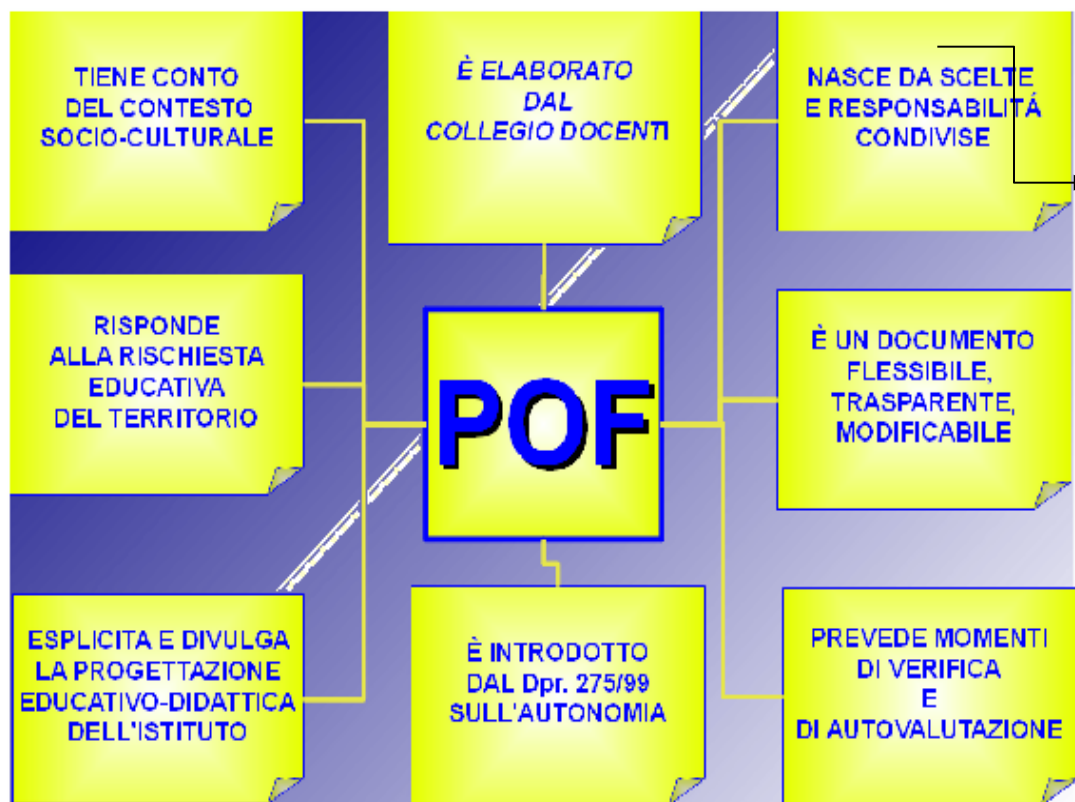 TIENE CONTO
DEL CONTESTO
SOCIO-CULTURALE
È ELABORATO
DAL
COLLEGIO DOCENTI
NASCE DA SCELTE
E RESPONSABILITÁ
CONDIVISE
RISPONDE
ALLA RISCHIESTA
EDUCATIVA
DEL TERRITORIO
POF
È UN DOCUMENTO
FLESSIBILE,
TRASPARENTE,
MODIFICABILE
ESPLICITA E DIVULGA
LA PROGETTAZIONE
EDUCATIVO-DIDATTICA
DELL'ISTITUTO
È INTRODOTTO
DAL Dpr. 275/99
SULL'AUTONOMIA
PREVEDE MOMENTI
DI VERIFICA
E
DI AUTOVALUTAZIONE